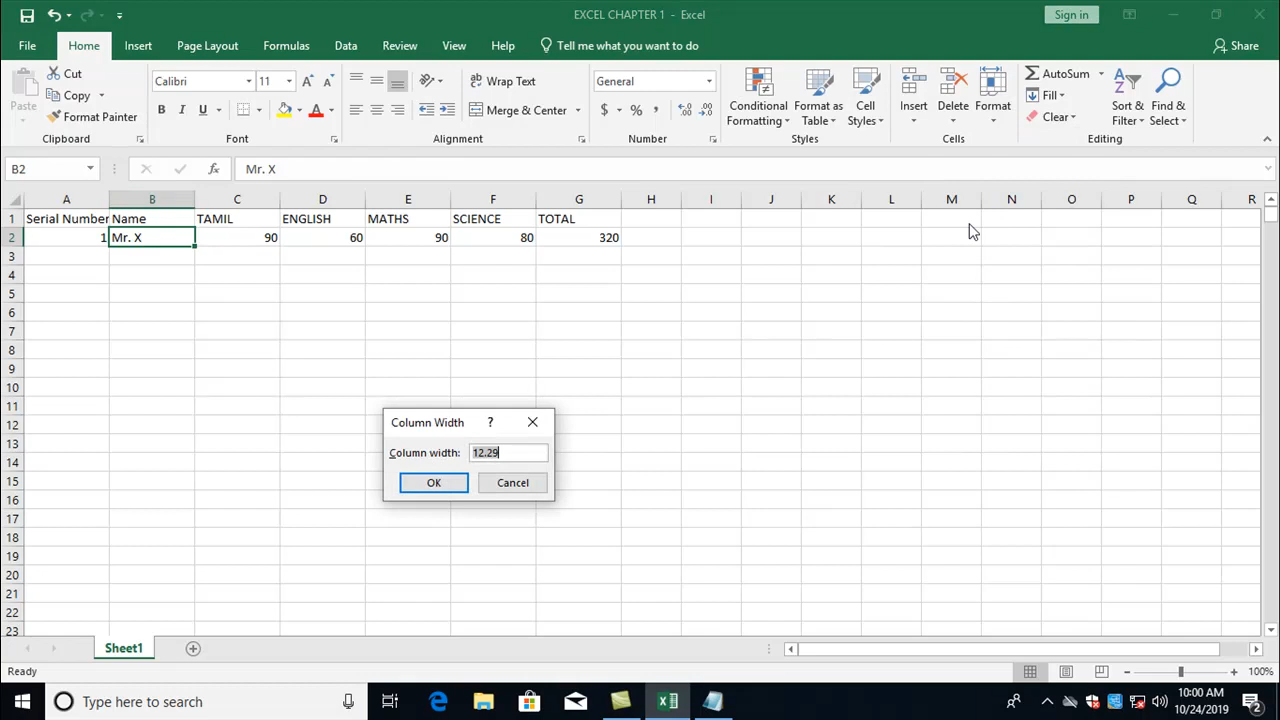 EXCEL CHAPTER 1 - Excel
Sign in
File Home Insert Page Layout Formulas Data Review View Help Tell me what you want to do Share
Paste
Cut
Copy
Format Painter
Clipboard
Calibri 11
B I U
Font
Wrap Text
Merge & Center
Alignment
General
$ % ,
Number
Conditional Formatting
Format as Table
Cell Styles
Styles
Insert
Delete
Format
Cells
AutoSum
Fill
Clear
Sort & Filter
Find & Select
Editing
B2 fx Mr. X
A B C D E F G H I J K L M N O P Q R
1 Serial Number Name TAMIL ENGLISH MATHS SCIENCE TOTAL
2 1 Mr. X 90 60 90 80 320
3
4
5
6
7
8
9
10
11
12
13
14
15
16
17
18
19
20
21
22
23
Column Width ?
Column width: 12.29
OK Cancel
Sheet1
Ready 100%
Type here to search
10:00 AM
10/24/2019
2